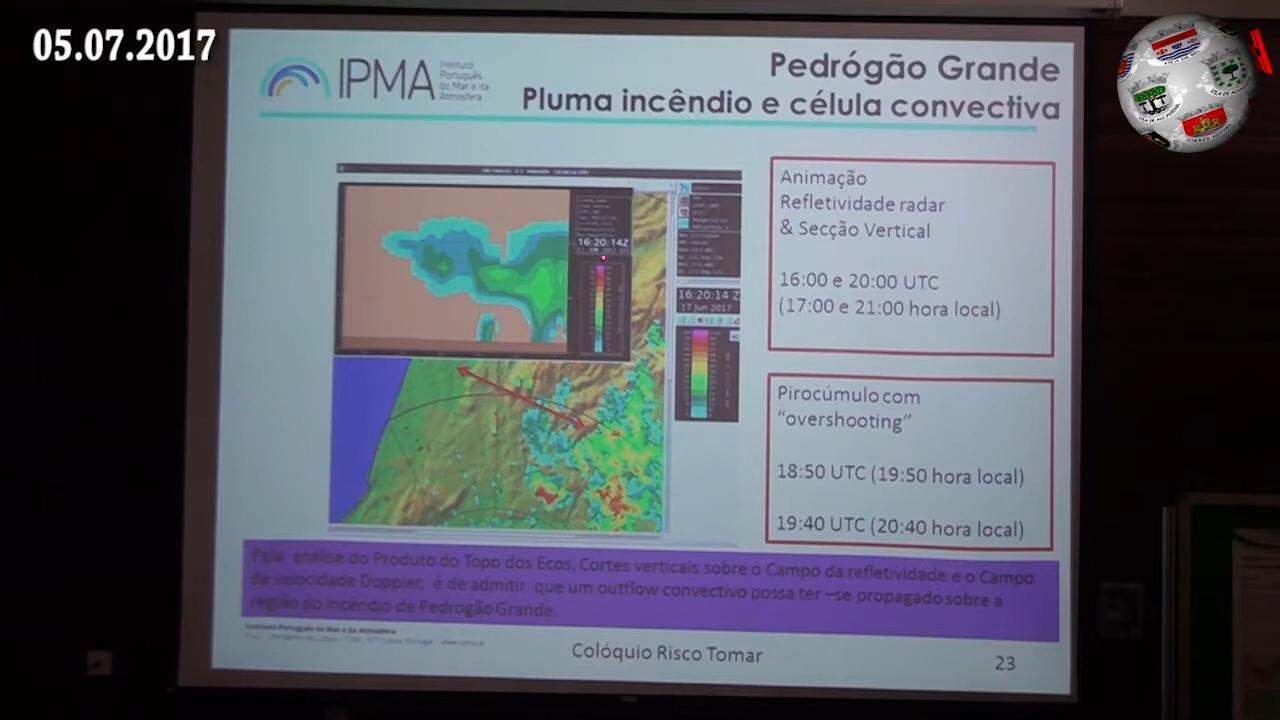 05.07.2017
IPMA
Instituto
Português
do Mar e da
Atmosfera
Pedrógão Grande
Pluma incêndio e célula convectiva
16:20:14Z
16:20:14 Z
17 Jun 2017
Animação
Refletividade radar
& Secção Vertical
16:00 e 20:00 UTC
(17:00 e 21:00 hora local)
Pirocúmulo com
“overshooting”
18:50 UTC (19:50 hora local)
19:40 UTC (20:40 hora local)
Pela análise do Produto do Topo dos Ecos, Cortes verticais sobre o Campo da refletividade e o Campo
da velocidade Doppler, é de admitir que um outflow convectivo possa ter –se propagado sobre a
região do incêndio de Pedrogão Grande.
Instituto Português do Mar e da Atmosfera
Colóquio Risco Tomar
23